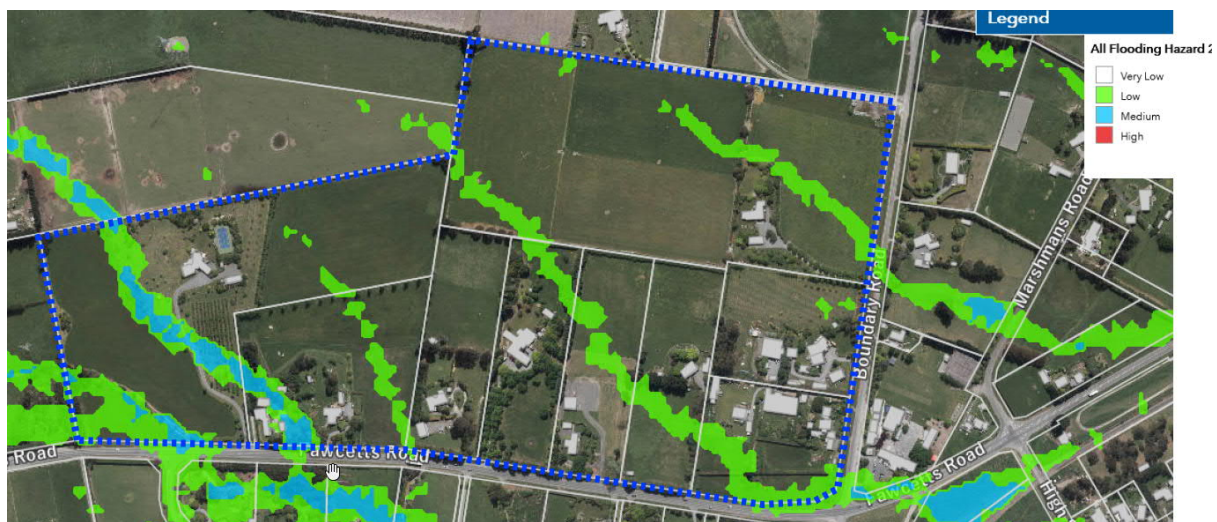 Legend
All Flooding Hazard 2
Very Low
Low
Medium
High
Marshmans Road
Boundary Road
s Road
Fawcetts Road
Fawcetts Road
High